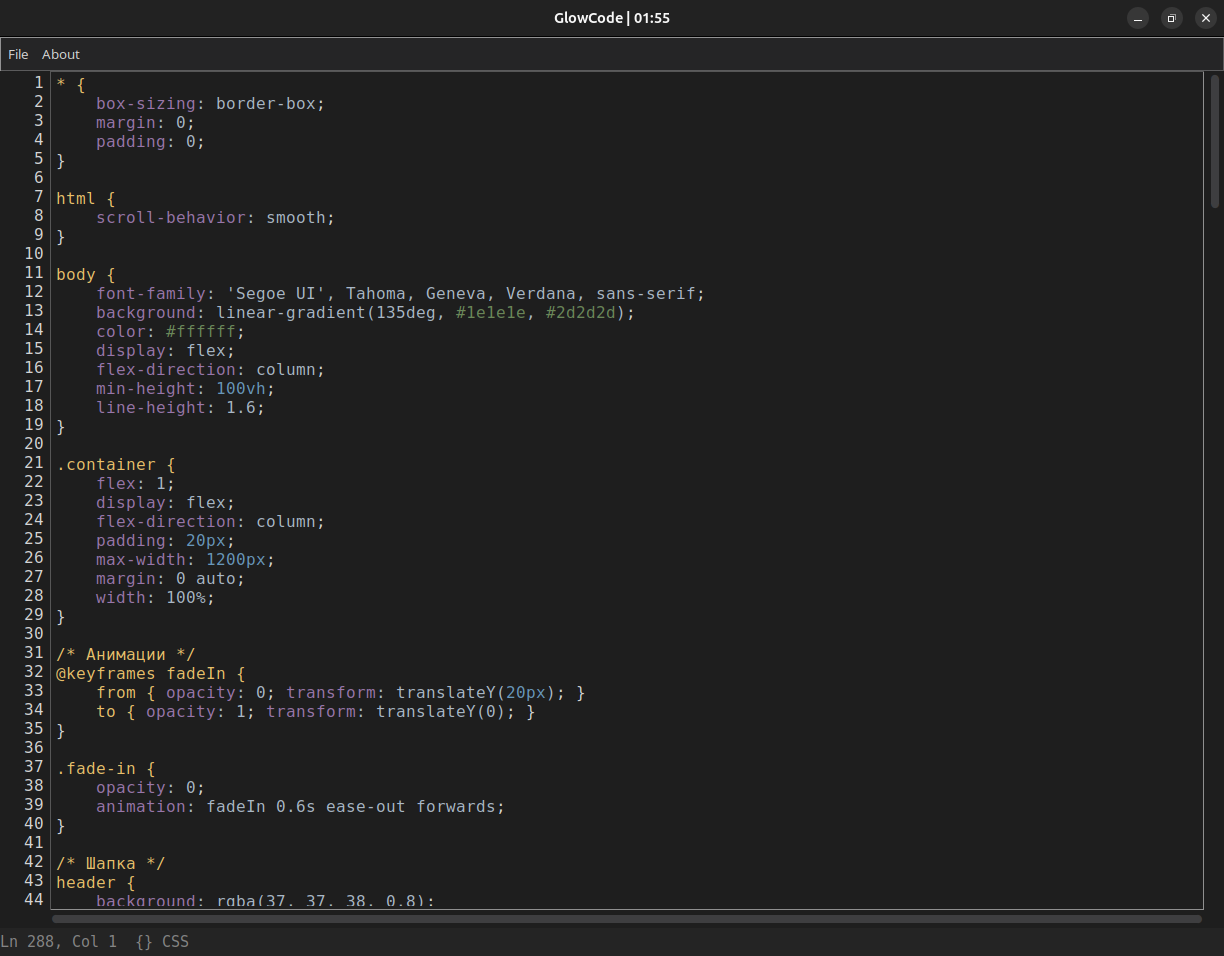 GlowCode | 01:55
File About
1 * {
2     box-sizing: border-box;
3     margin: 0;
4     padding: 0;
5 }
6
7 html {
8     scroll-behavior: smooth;
9 }
10
11 body {
12     font-family: 'Segoe UI', Tahoma, Geneva, Verdana, sans-serif;
13     background: linear-gradient(135deg, #1e1e1e, #2d2d2d);
14     color: #ffffff;
15     display: flex;
16     flex-direction: column;
17     min-height: 100vh;
18     line-height: 1.6;
19 }
20
21 .container {
22     flex: 1;
23     display: flex;
24     flex-direction: column;
25     padding: 20px;
26     max-width: 1200px;
27     margin: 0 auto;
28     width: 100%;
29 }
30
31 /* Анимации */
32 @keyframes fadeIn {
33     from { opacity: 0; transform: translateY(20px); }
34     to { opacity: 1; transform: translateY(0); }
35 }
36
37 .fade-in {
38     opacity: 0;
39     animation: fadeIn 0.6s ease-out forwards;
40 }
41
42 /* Шапка */
43 header {
44     background: rgba(37, 37, 38, 0.8);
Ln 288, Col 1  {} CSS